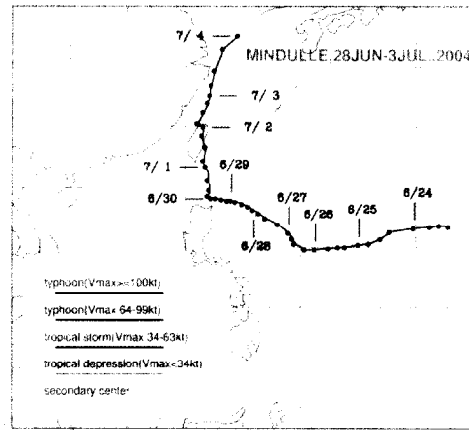 7/ 4
MINDULLE,28JUN-3JUL.,2004
7/ 3
7/ 2
7/ 1
6/29
6/30
6/27
6/24
6/26
6/25
6/28
typhoon(Vmax>=100kt)
typhoon(Vmax 64-99kt)
tropical storm(Vmax 34-63kt)
tropical depression(Vmax<34kt)
secondary center